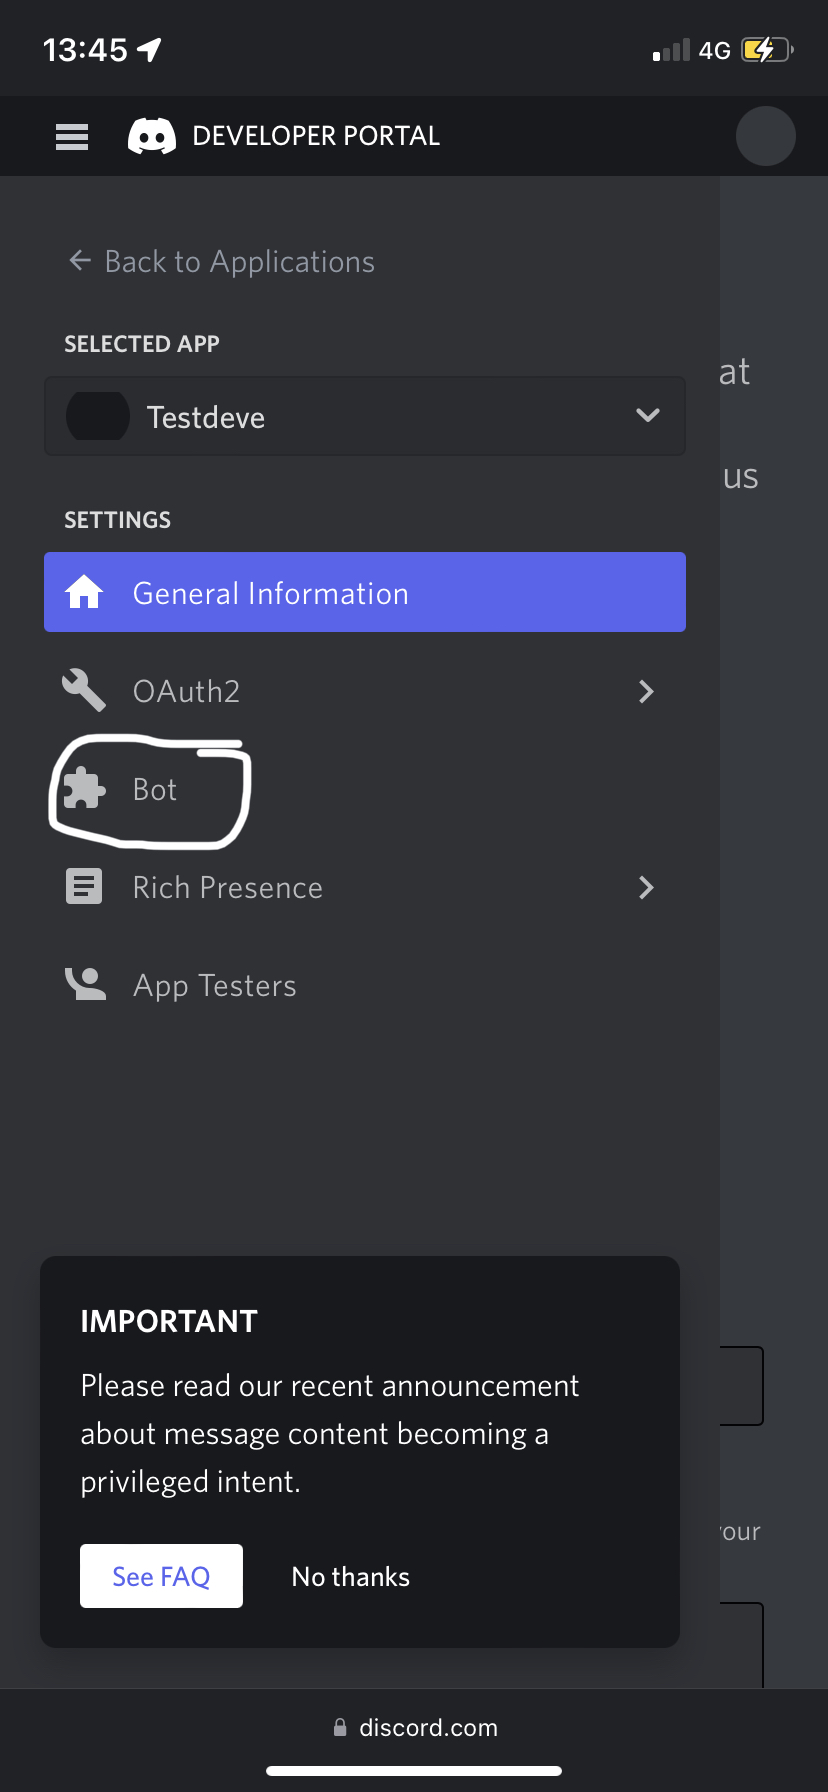 13:45
4G
DEVELOPER PORTAL
← Back to Applications
SELECTED APP
Testdeve
at
us
SETTINGS
General Information
OAuth2
Bot
Rich Presence
App Testers
IMPORTANT
Please read our recent announcement
about message content becoming a
privileged intent.
your
See FAQ
No thanks
discord.com